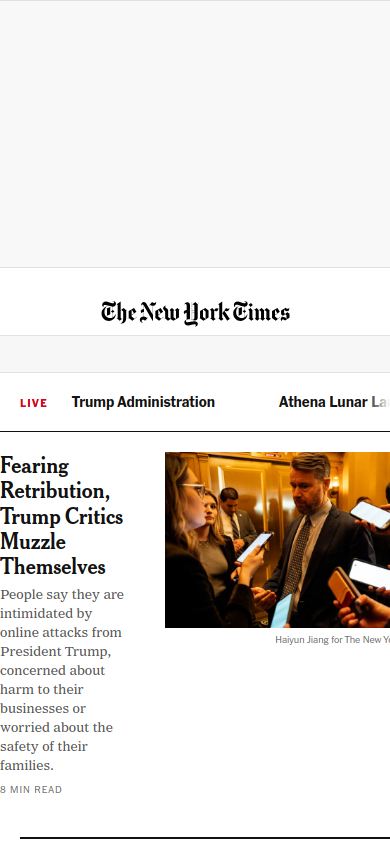 The New York Times
LIVE
Trump Administration
Athena Lunar
Fearing
Retribution,
Trump Critics
Muzzle
Themselves
People say they are
intimidated by
online attacks from
President Trump,
concerned about
harm to their
businesses or
worried about the
safety of their
families.
8 MIN READ
Haiyun Jiang for The New